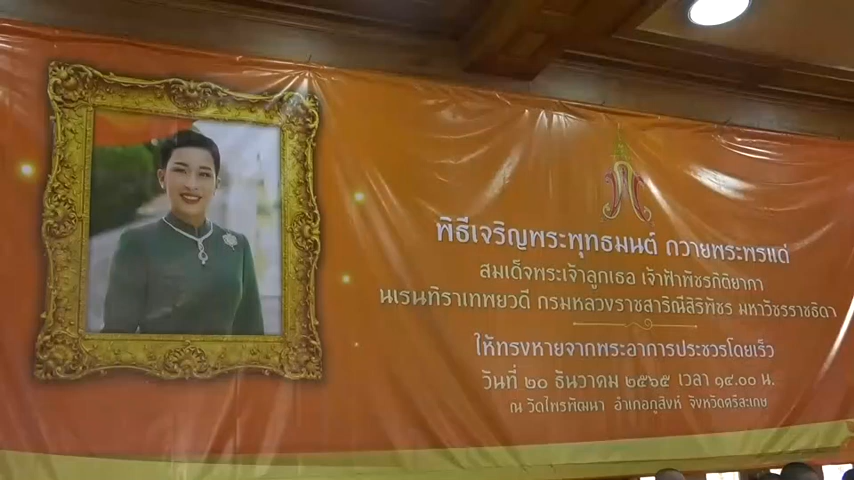 พิธีเจริญพระพุทธมนต์ ถวายพระพรแด่
สมเด็จพระเจ้าลูกเธอ เจ้าฟ้าพัชรกิติยาภา
นเรนทิราเทพยวดี กรมหลวงราชสาริณีสิริพัชร มหาวัชรราชธิดา
ให้ทรงหายจากพระอาการประชวรโดยเร็ว
วันที่ ๒๐ ธันวาคม ๒๕๖๕ เวลา ๑๔.๐๐ น.
ณ วัดไพรพัฒนา อำเภอภูสิงห์ จังหวัดศรีสะเกษ